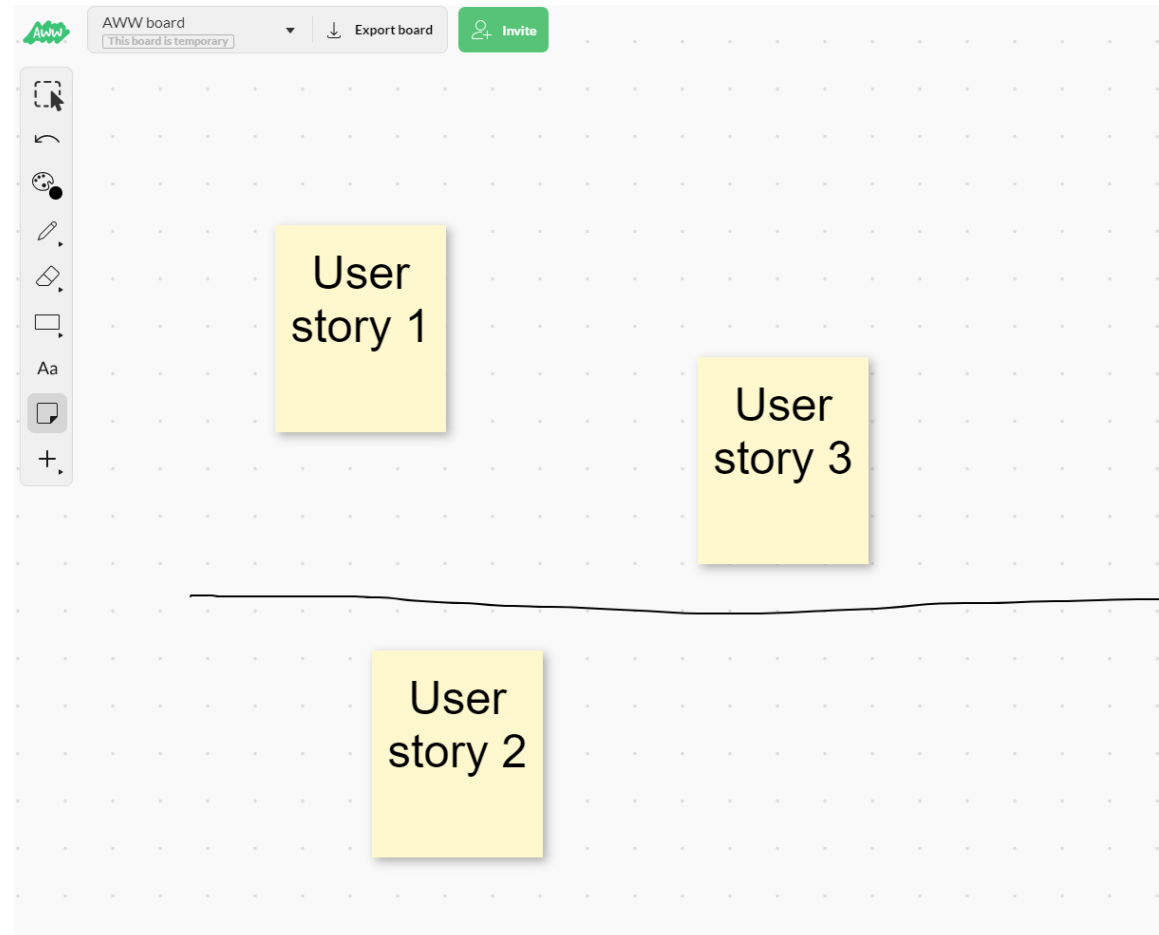 AWW
AWW board
This board is temporary
Export board
Invite
Aa
User
story 1
User
story 3
User
story 2